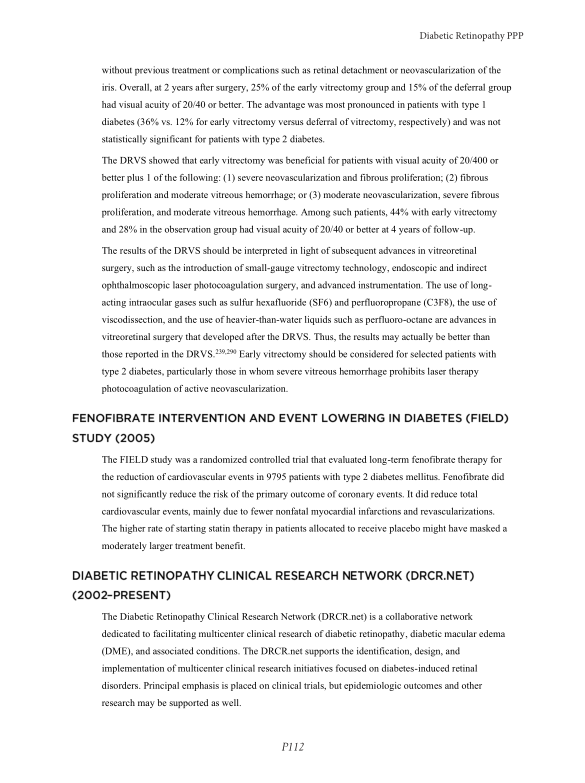 Diabetic Retinopathy PPP
without previous treatment or complications such as retinal detachment or neovascularization of the
iris. Overall, at 2 years after surgery, 25% of the early vitrectomy group and 15% of the deferral group
had visual acuity of 20/40 or better. The advantage was most pronounced in patients with type 1
diabetes (36% vs. 12% for early vitrectomy versus deferral of vitrectomy, respectively) and was not
statistically significant for patients with type 2 diabetes.
The DRVS showed that early vitrectomy was beneficial for patients with visual acuity of 20/400 or
better plus 1 of the following: (1) severe neovascularization and fibrous proliferation; (2) fibrous
proliferation and moderate vitreous hemorrhage; or (3) moderate neovascularization, severe fibrous
proliferation, and moderate vitreous hemorrhage. Among such patients, 44% with early vitrectomy
and 28% in the observation group had visual acuity of 20/40 or better at 4 years of follow-up.
The results of the DRVS should be interpreted in light of subsequent advances in vitreoretinal
surgery, such as the introduction of small-gauge vitrectomy technology, endoscopic and indirect
ophthalmoscopic laser photocoagulation surgery, and advanced instrumentation. The use of long-
acting intraocular gases such as sulfur hexafluoride (SF6) and perfluoropropane (C3F8), the use of
viscodissection, and the use of heavier-than-water liquids such as perfluoro-octane are advances in
vitreoretinal surgery that developed after the DRVS. Thus, the results may actually be better than
those reported in the DRVS.239,290 Early vitrectomy should be considered for selected patients with
type 2 diabetes, particularly those in whom severe vitreous hemorrhage prohibits laser therapy
photocoagulation of active neovascularization.
FENOFIBRATE INTERVENTION AND EVENT LOWERING IN DIABETES (FIELD)
STUDY (2005)
The FIELD study was a randomized controlled trial that evaluated long-term fenofibrate therapy for
the reduction of cardiovascular events in 9795 patients with type 2 diabetes mellitus. Fenofibrate did
not significantly reduce the risk of the primary outcome of coronary events. It did reduce total
cardiovascular events, mainly due to fewer nonfatal myocardial infarctions and revascularizations.
The higher rate of starting statin therapy in patients allocated to receive placebo might have masked a
moderately larger treatment benefit.
DIABETIC RETINOPATHY CLINICAL RESEARCH NETWORK (DRCR.NET)
(2002–PRESENT)
The Diabetic Retinopathy Clinical Research Network (DRCR.net) is a collaborative network
dedicated to facilitating multicenter clinical research of diabetic retinopathy, diabetic macular edema
(DME), and associated conditions. The DRCR.net supports the identification, design, and
implementation of multicenter clinical research initiatives focused on diabetes-induced retinal
disorders. Principal emphasis is placed on clinical trials, but epidemiologic outcomes and other
research may be supported as well.
P112